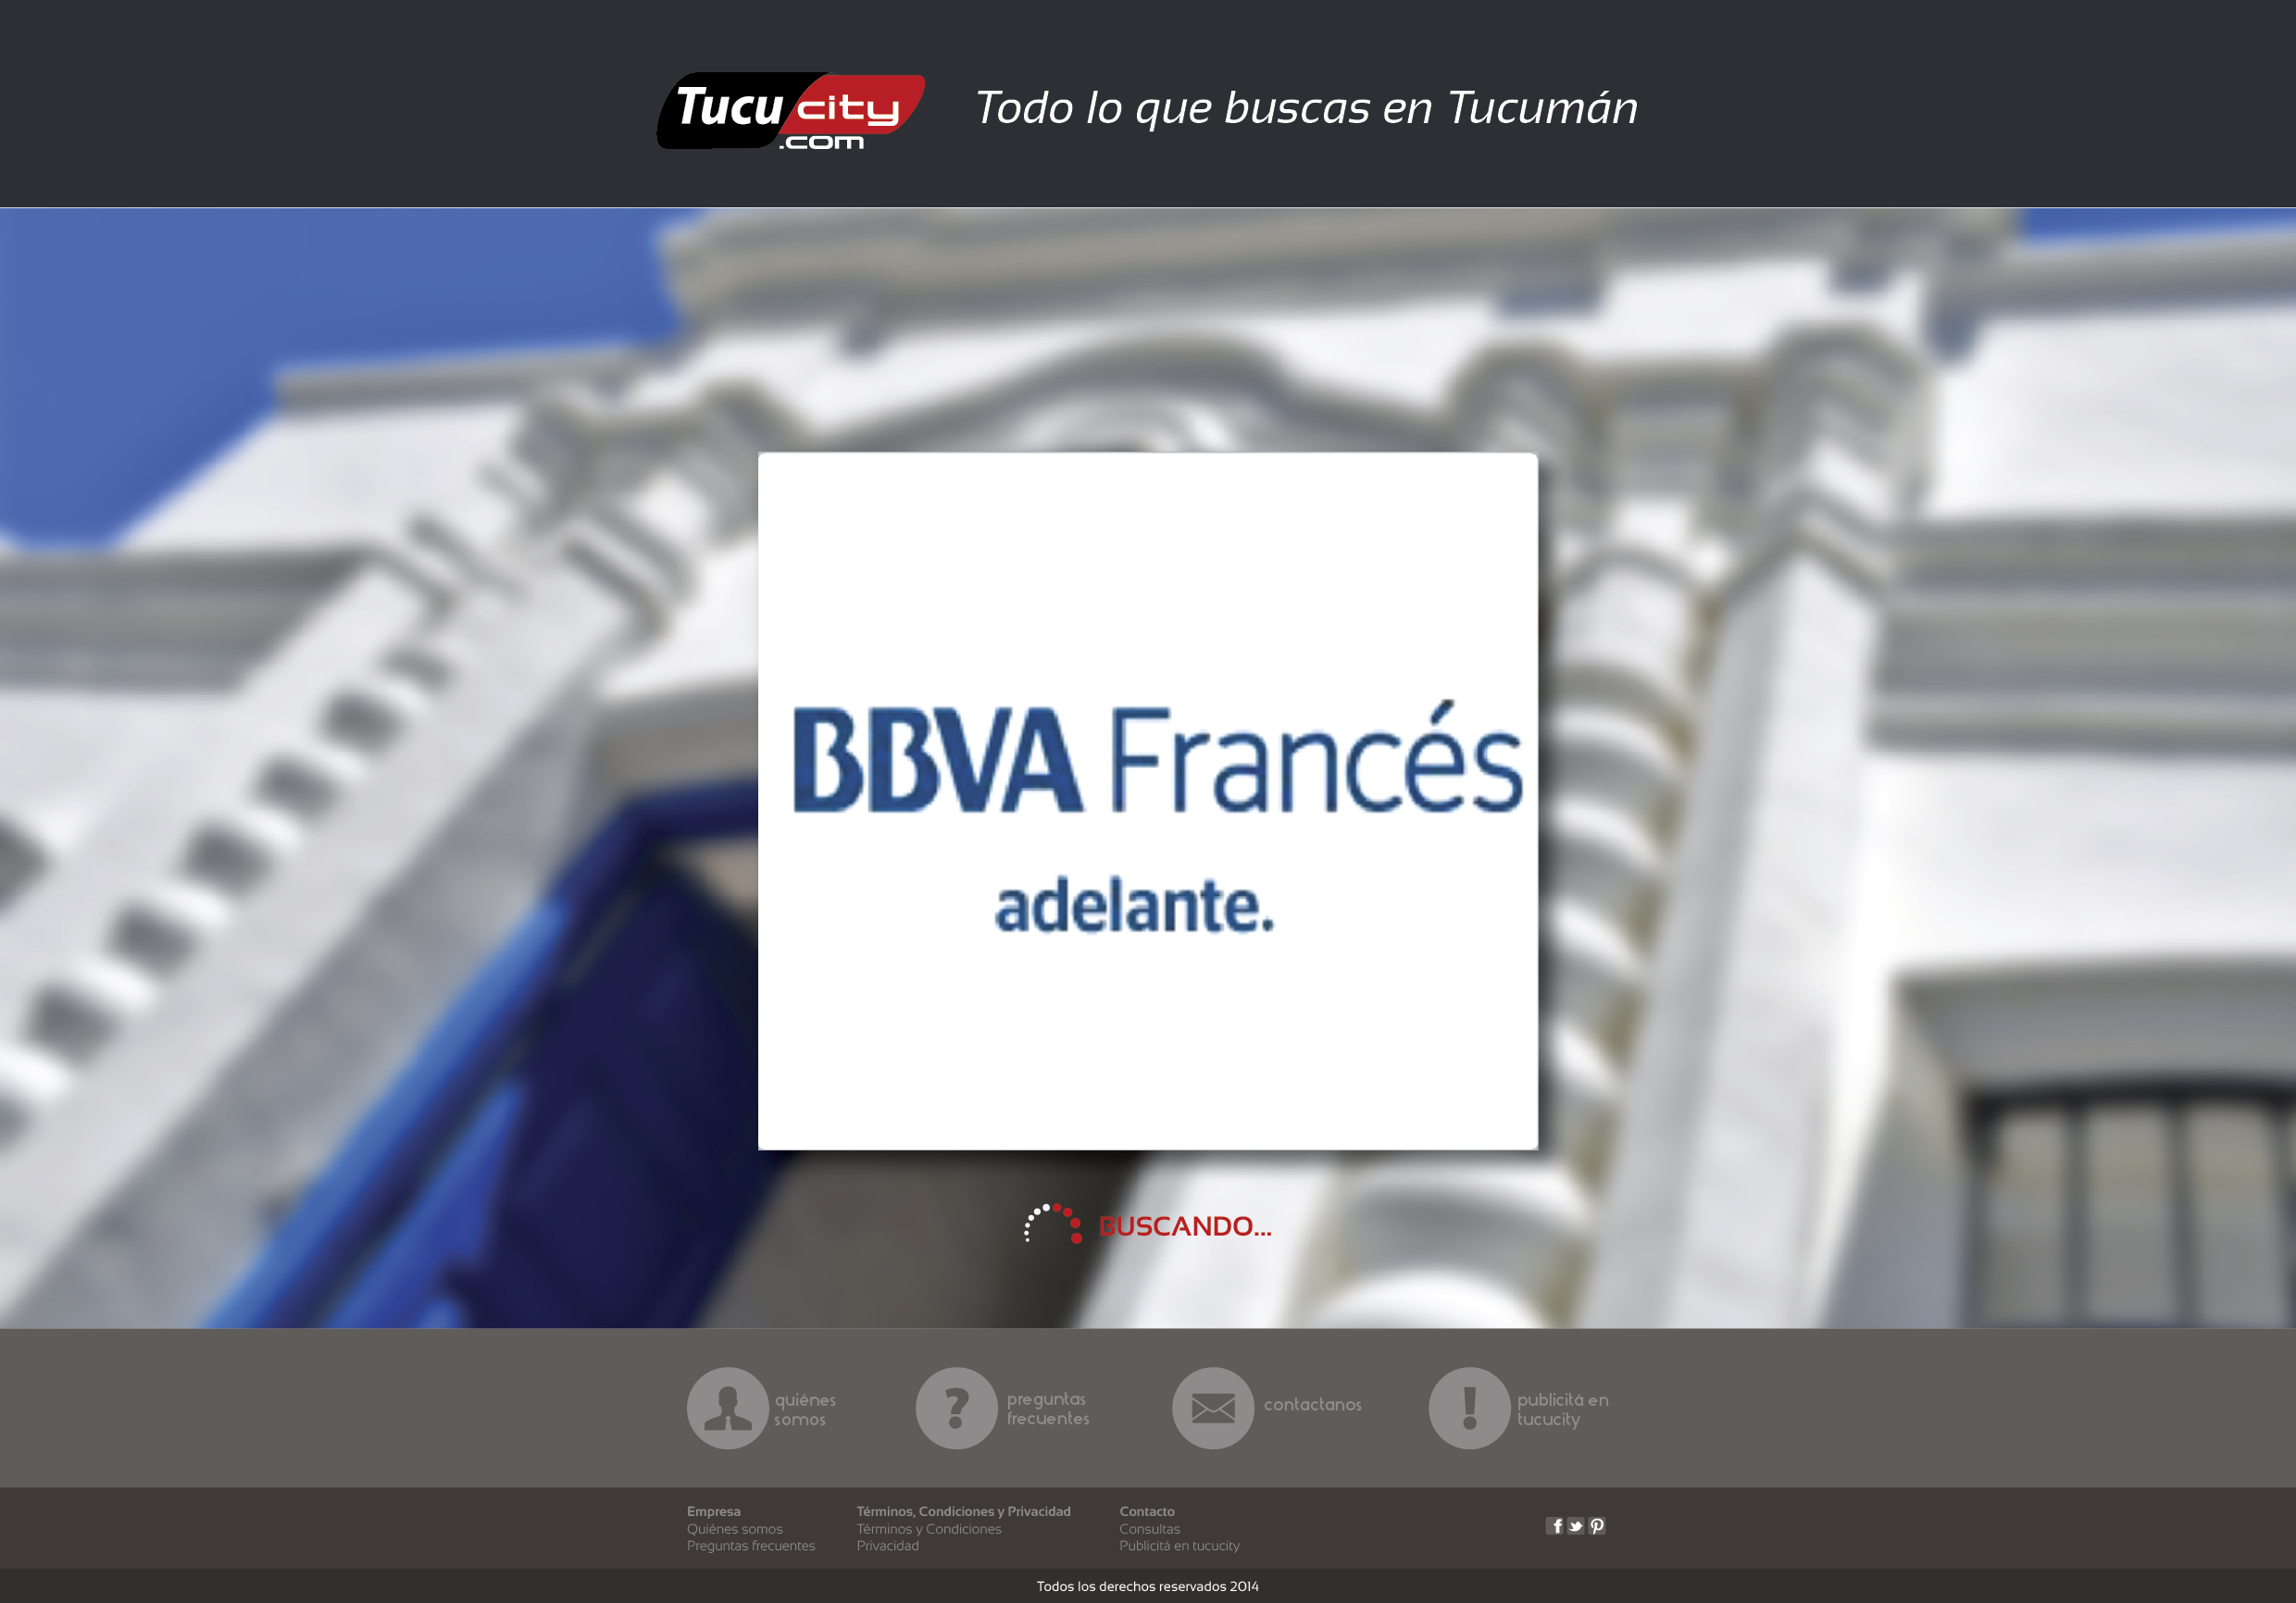 Tucu city
.com
Todo lo que buscas en Tucumán
BBVA Francés
adelante.
BUSCANDO...
quiénes
somos
preguntas
frecuentes
contactanos
publicitá en
tucucity
Empresa
Quiénes somos
Preguntas frecuentes
Términos, Condiciones y Privacidad
Términos y Condiciones
Privacidad
Contacto
Consultas
Publicitá en tucucity
Todos los derechos reservados 2014